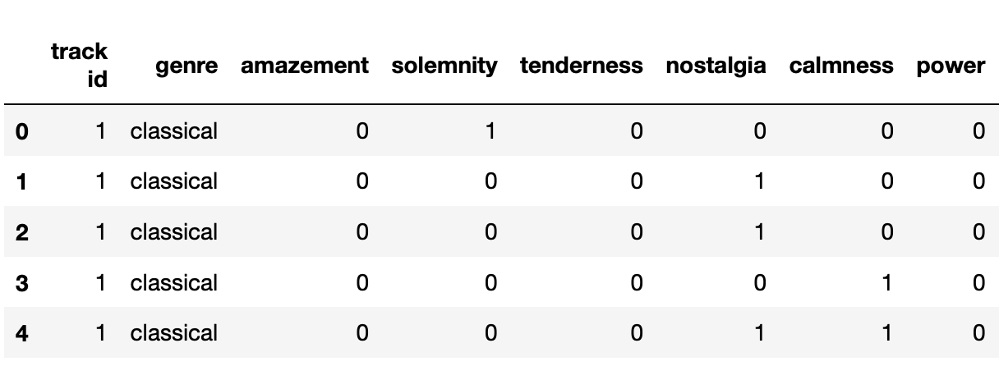 track id genre amazement solemnity tenderness nostalgia calmness power
0 1 classical 0 1 0 0 0 0
1 1 classical 0 0 0 1 0 0
2 1 classical 0 0 0 1 0 0
3 1 classical 0 0 0 0 1 0
4 1 classical 0 0 0 1 1 0